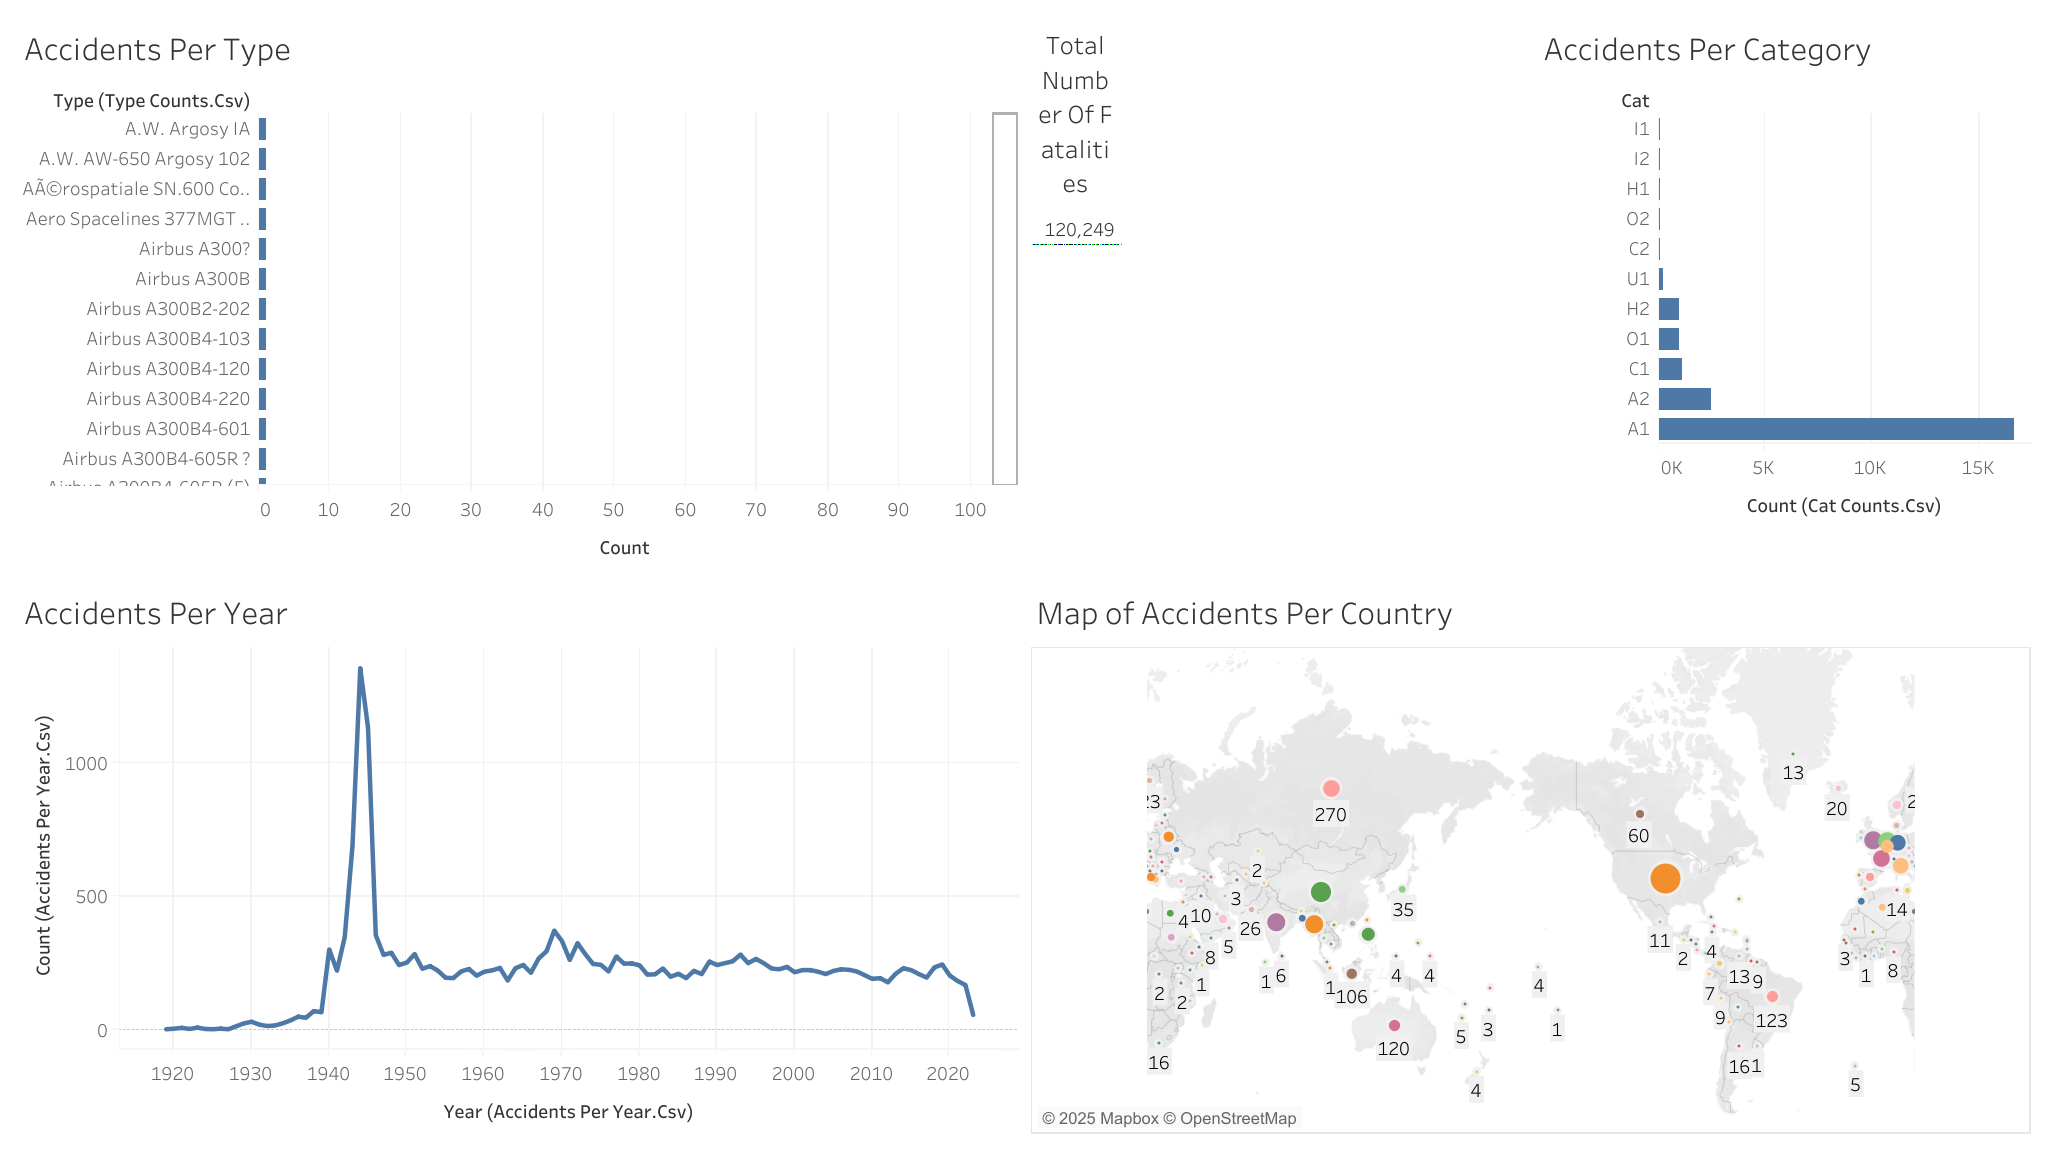 Accidents Per Type
Type (Type Counts.Csv)
A.W. Argosy IA
A.W. AW-650 Argosy 102
AÃ©rospatiale SN.600 Co..
Aero Spacelines 377MGT ..
Airbus A300?
Airbus A300B
Airbus A300B2-202
Airbus A300B4-103
Airbus A300B4-120
Airbus A300B4-220
Airbus A300B4-601
Airbus A300B4-605R ?
0 10 20 30 40 50 60 70 80 90 100
Count
Total
Numb
er Of F
ataliti
es
120,249
Accidents Per Category
Cat
I1
I2
H1
O2
C2
U1
H2
O1
C1
A2
A1
0K 5K 10K 15K
Count (Cat Counts.Csv)
Accidents Per Year
Count (Accidents Per Year.Csv)
1000
500
0
1920 1930 1940 1950 1960 1970 1980 1990 2000 2010 2020
Year (Accidents Per Year.Csv)
Map of Accidents Per Country
13
23
270
20
2
60
2
3
4
10
26
35
14
5
11
4
2
8
3
1
6
4
4
1
8
2
2
1
106
4
13
9
7
9
123
5
3
1
120
16
16
1
4
5
© 2025 Mapbox © OpenStreetMap